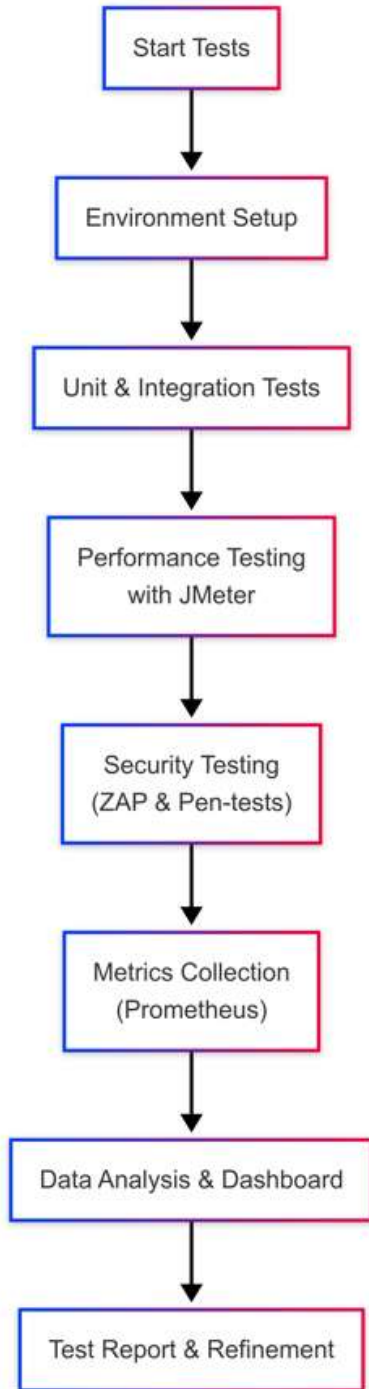 Start Tests
Environment Setup
Unit & Integration Tests
Performance Testing
with JMeter
Security Testing
(ZAP & Pen-tests)
Metrics Collection
(Prometheus)
Data Analysis & Dashboard
Test Report & Refinement